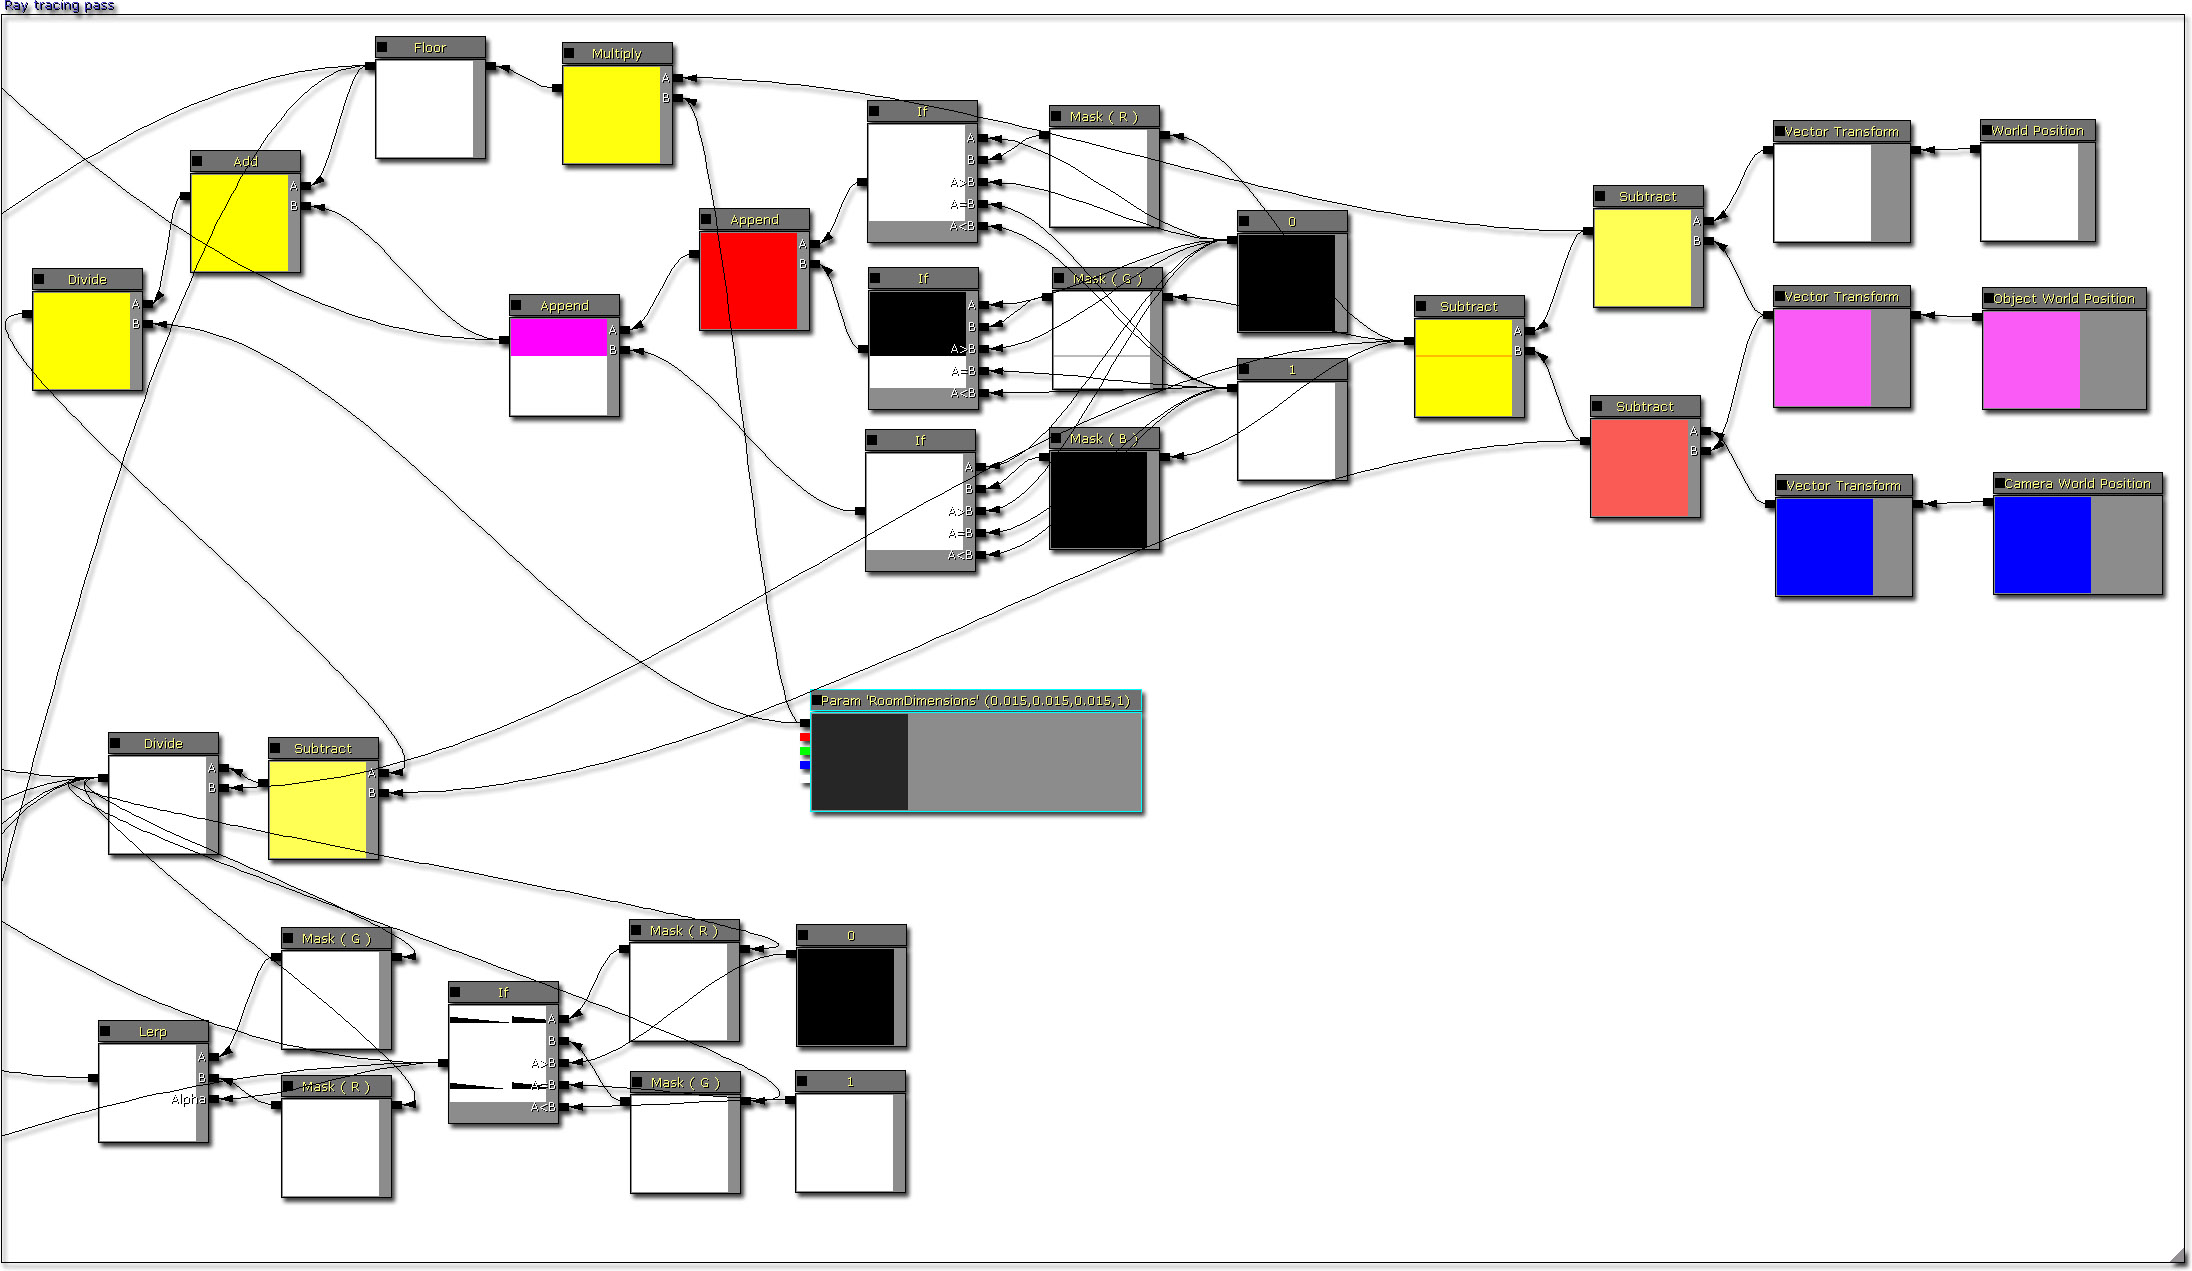 Ray tracing pass
Floor
Multiply
A
B
If
A
B
A>B
A=B
A<B
Mask ( R )
Vector Transform
World Position
Add
A
B
Subtract
A
B
Append
A
B
0
Divide
A
B
If
A
B
A>B
A=B
A<B
Mask ( G )
Vector Transform
Object World Position
Append
A
B
Subtract
A
B
1
Subtract
A
B
If
A
B
A>B
A=B
A<B
Mask ( B )
Vector Transform
Camera World Position
Param 'RoomDimensions' (0.015,0.015,0.015,1)
Divide
A
B
Subtract
A
B
Mask ( G )
Mask ( R )
0
If
A
B
A>B
A=B
A<B
Lerp
A
B
Alpha
Mask ( R )
Mask ( G )
1